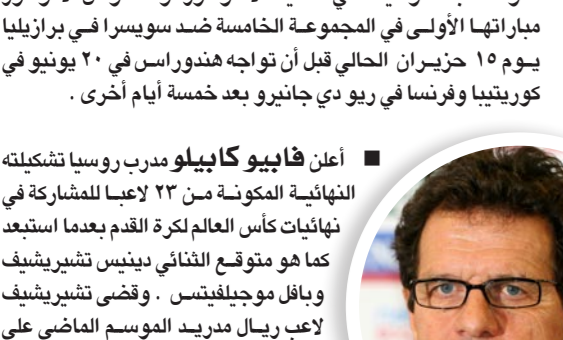 مباراتها الأولى في المجموعة الخامسة ضد سويسرا في برازيليا
يوم ١٥ حزيران الحالي قبل أن تواجه هندوراس في ٢٠ يونيو في
كوريتيبا وفرنسا في ريو دي جانيرو بعد خمسة أيام أخرى .
■ أعلن فابيو كابيلو مدرب روسيا تشكيلته
النهائية المكونة من ٢٣ لاعبا للمشاركة في
نهائيات كأس العالم لكرة القدم بعدما استبعد
كما هو متوقع الثنائي دينيس تشيريشيف
وبافل موجيلفيتس . وقضى تشيريشيف
لاعب ريال مدريد الموسم الماضي على